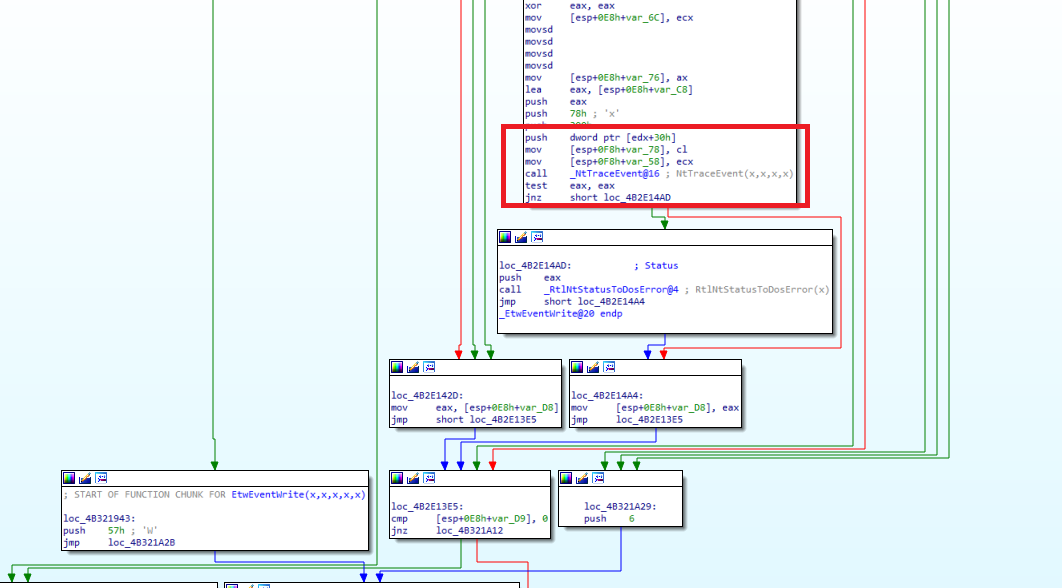 xor eax, eax
mov [esp+0E8h+var_6C], ecx
movsd
movsd
movsd
movsd
mov [esp+0E8h+var_76], ax
lea eax, [esp+0E8h+var_C8]
push eax
push 78h ; 'x'
push dword ptr [edx+30h]
mov [esp+0F8h+var_78], cl
mov [esp+0F8h+var_58], ecx
call _NtTraceEvent@16 ; NtTraceEvent(x,x,x,x)
test eax, eax
jnz short loc_4B2E14AD
loc_4B2E14AD: ; Status
push eax
call _RtlNtStatusToDosError@4 ; RtlNtStatusToDosError(x)
jmp short loc_4B2E14A4
_EtwEventWrite@20 endp
loc_4B2E142D:
mov eax, [esp+0E8h+var_D8]
jmp short loc_4B2E13E5
loc_4B2E14A4:
mov [esp+0E8h+var_D8], eax
jmp loc_4B2E13E5
; START OF FUNCTION CHUNK FOR EtwEventWrite(x,x,x,x,x)
loc_4B321943:
push 57h ; 'W'
jmp loc_4B321A2B
loc_4B2E13E5:
cmp [esp+0E8h+var_D9], 0
jnz loc_4B321A12
loc_4B321A29:
push 6